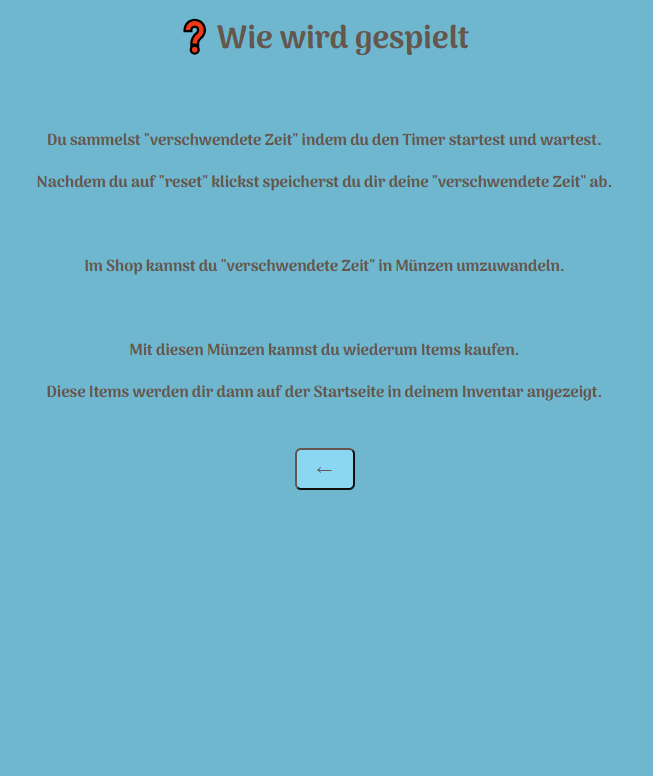 ❓ Wie wird gespielt
Du sammelst "verschwendete Zeit" indem du den Timer startest und wartest.
Nachdem du auf "reset" klickst speicherst du dir deine "verschwendete Zeit" ab.
Im Shop kannst du "verschwendete Zeit" in Münzen umzuwandeln.
Mit diesen Münzen kannst du wiederum Items kaufen.
Diese Items werden dir dann auf der Startseite in deinem Inventar angezeigt.
←